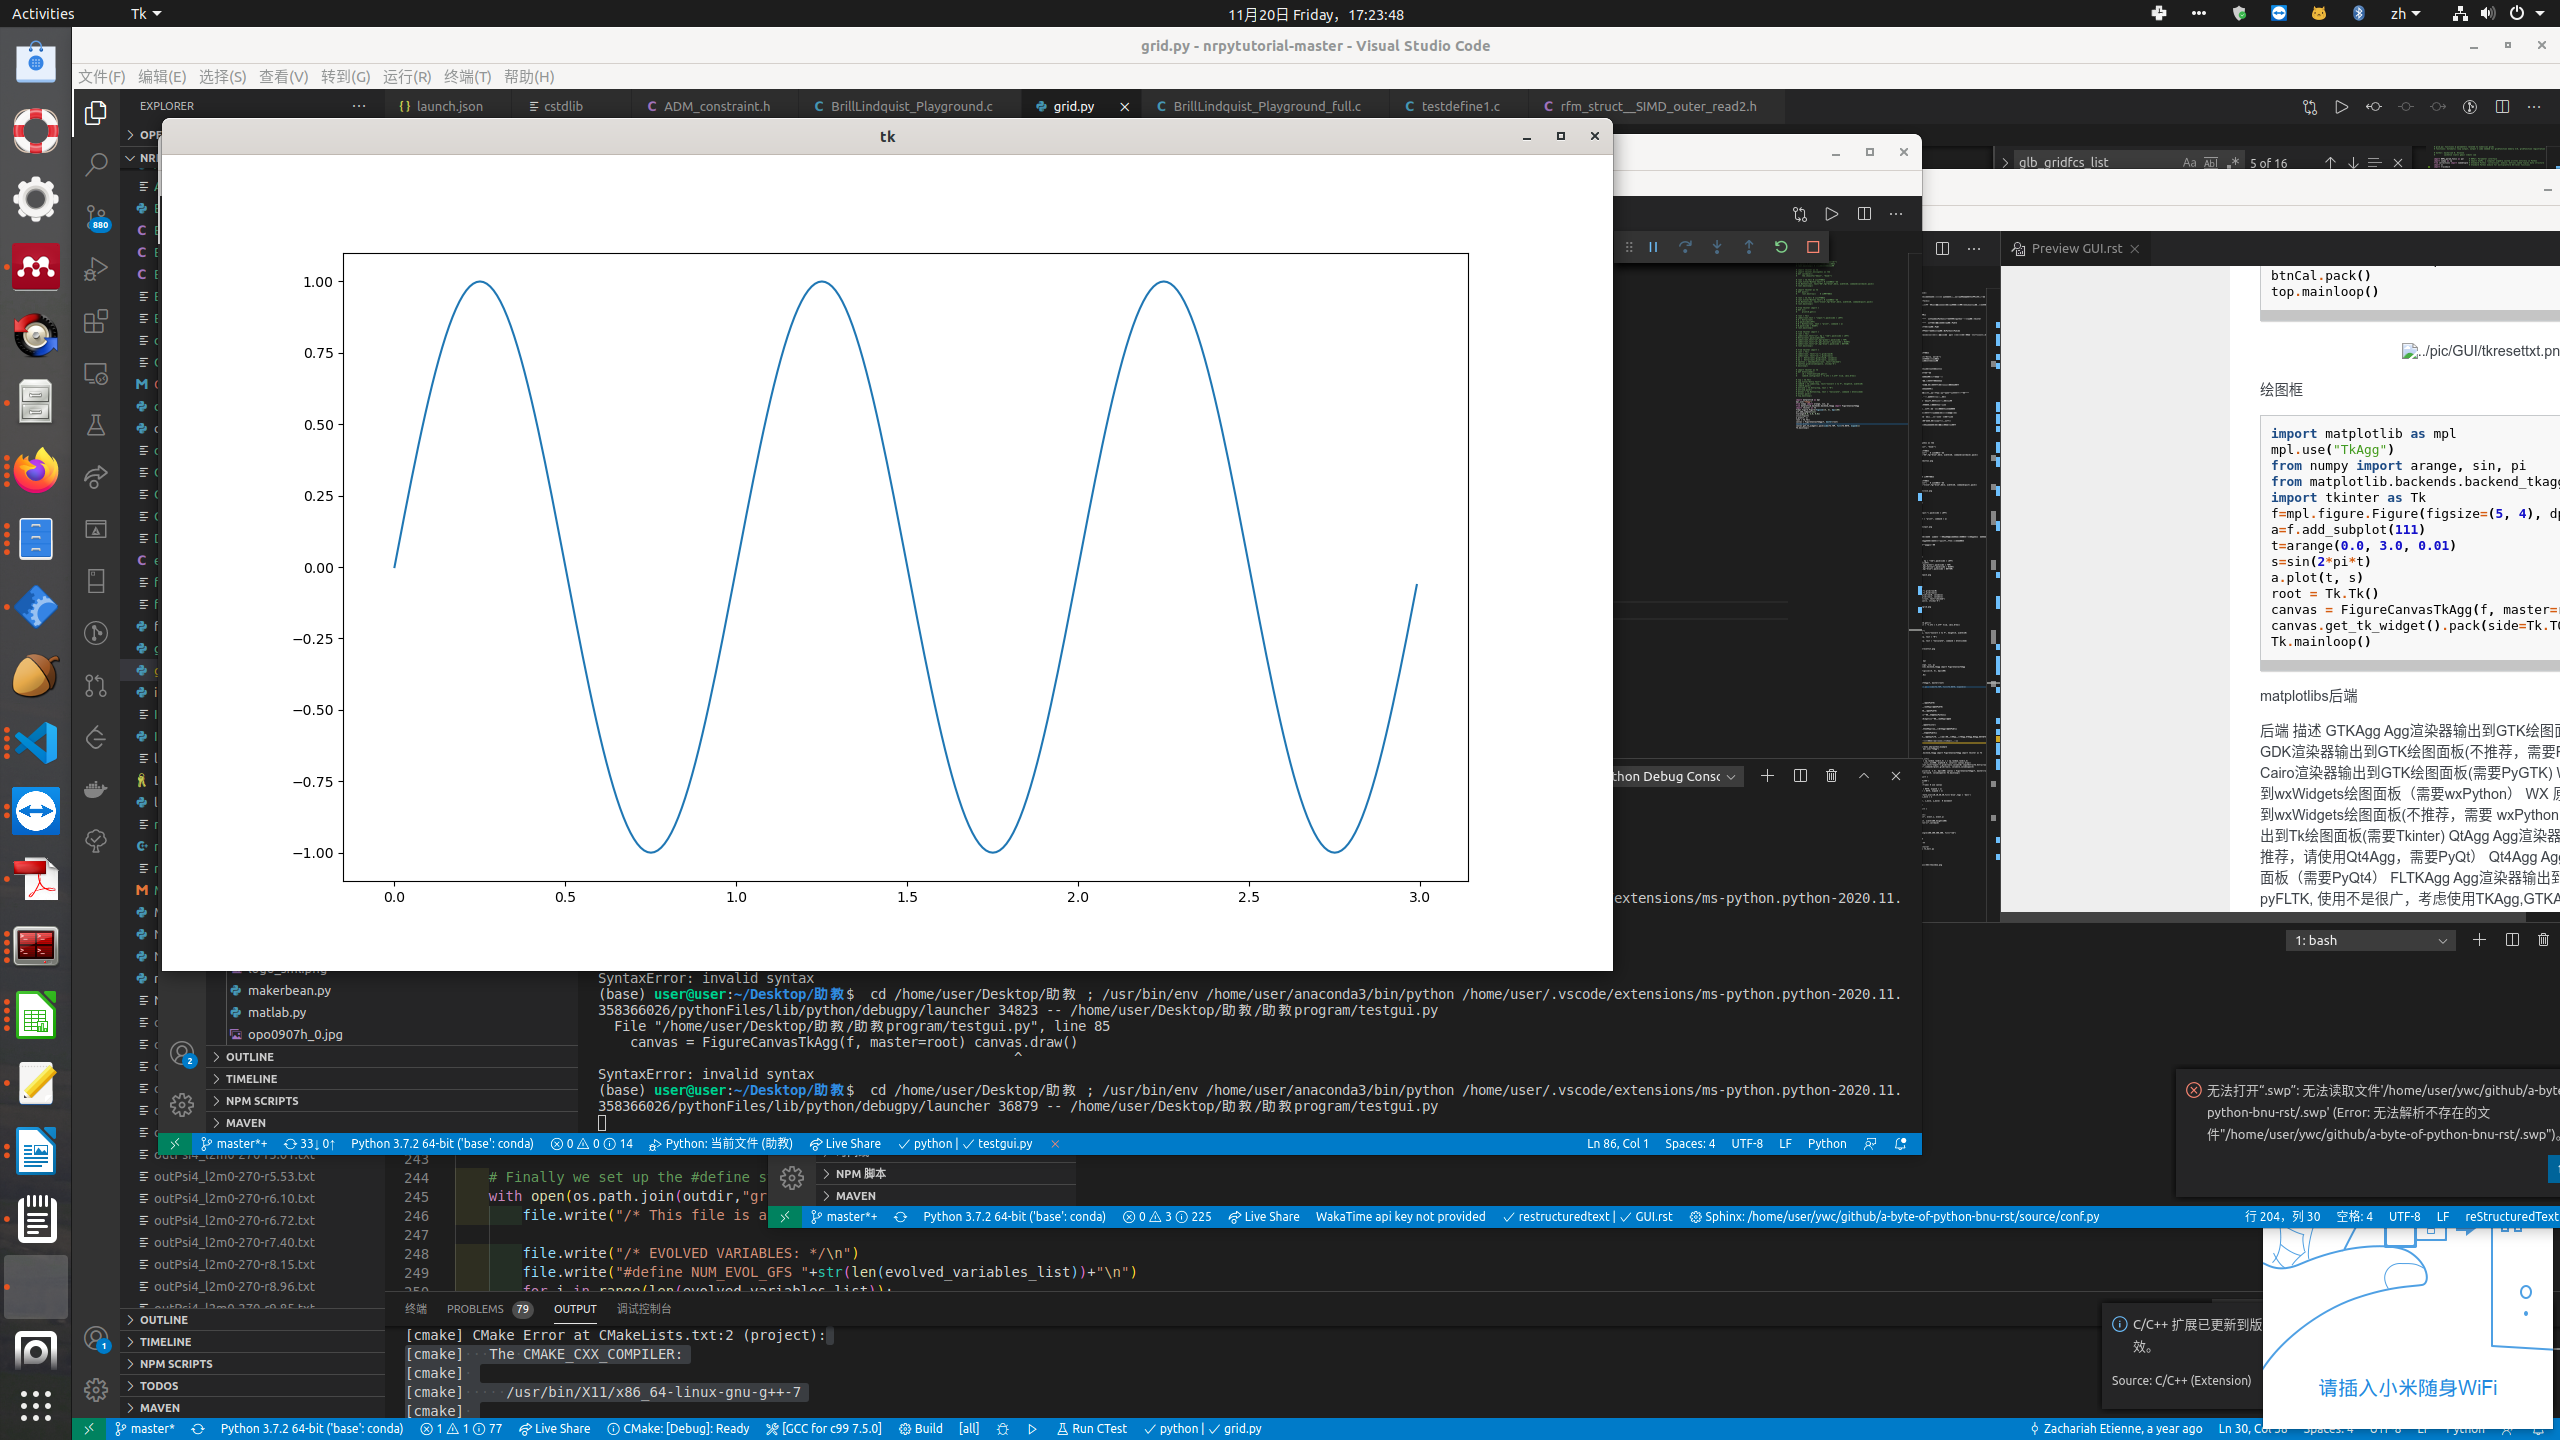 Activities
Tk
11月20日 Friday，17:23:48
zh
grid.py - nrpytutorial-master - Visual Studio Code
文件(F) 编辑(E) 选择(S) 查看(V) 转到(G) 运行(R) 终端(T) 帮助(H)
EXPLORER
launch.json
cstdlib
ADM_constraint.h
BrillLindquist_Playground.c
grid.py
BrillLindquist_Playground_full.c
testdefine1.c
rfm_struct__SIMD_outer_read2.h
tk
glb_gridfcs_list
5 of 16
880
1.00
0.75
0.50
0.25
0.00
−0.25
−0.50
−0.75
−1.00
0.0 0.5 1.0 1.5 2.0 2.5 3.0
Preview GUI.rst
btnCal.pack()
top.mainloop()
../pic/GUI/tkresettxt.pn
绘图框
import matplotlib as mpl
mpl.use("TkAgg")
from numpy import arange, sin, pi
from matplotlib.backends.backend_tkagg
import tkinter as Tk
f=mpl.figure.Figure(figsize=(5, 4), dp
a=f.add_subplot(111)
t=arange(0.0, 3.0, 0.01)
s=sin(2*pi*t)
a.plot(t, s)
root = Tk.Tk()
canvas = FigureCanvasTkAgg(f, master=r
canvas.get_tk_widget().pack(side=Tk.TO
Tk.mainloop()
matplotlibs后端
后端 描述 GTKAgg Agg渲染器输出到GTK绘图面
GDK渲染器输出到GTK绘图面板(不推荐，需要P
Cairo渲染器输出到GTK绘图面板(需要PyGTK) W
到wxWidgets绘图面板（需要wxPython） WX 原
到wxWidgets绘图面板(不推荐，需要 wxPython
出到Tk绘图面板(需要Tkinter) QtAgg Agg渲染器
推荐，请使用Qt4Agg，需要PyQt） Qt4Agg Agg
面板（需要PyQt4） FLTKAgg Agg渲染器输出到
pyFLTK, 使用不是很广，考虑使用TKAgg,GTKA
thon Debug Consc
extensions/ms-python.python-2020.11.
1: bash
makerbean.py
matlab.py
opo0907h_0.jpg
OUTLINE
TIMELINE
NPM SCRIPTS
MAVEN
SyntaxError: invalid syntax
(base) user@user:~/Desktop/助教$ cd /home/user/Desktop/助教 ; /usr/bin/env /home/user/anaconda3/bin/python /home/user/.vscode/extensions/ms-python.python-2020.11.
358366026/pythonFiles/lib/python/debugpy/launcher 34823 -- /home/user/Desktop/助教/助教program/testgui.py
File "/home/user/Desktop/助教/助教program/testgui.py", line 85
canvas = FigureCanvasTkAgg(f, master=root) canvas.draw()
^
SyntaxError: invalid syntax
(base) user@user:~/Desktop/助教$ cd /home/user/Desktop/助教 ; /usr/bin/env /home/user/anaconda3/bin/python /home/user/.vscode/extensions/ms-python.python-2020.11.
358366026/pythonFiles/lib/python/debugpy/launcher 36879 -- /home/user/Desktop/助教/助教program/testgui.py
无法打开“.swp”: 无法读取文件'/home/user/ywc/github/a-byte
python-bnu-rst/.swp' (Error: 无法解析不存在的文
件"/home/user/ywc/github/a-byte-of-python-bnu-rst/.swp")。
master*+ 33↓ 0↑ Python 3.7.2 64-bit ('base': conda) 0 0 14 Python: 当前文件 (助教) Live Share python | testgui.py
Ln 86, Col 1 Spaces: 4 UTF-8 LF Python
outPsi4_l2m0-270-r5.53.txt
outPsi4_l2m0-270-r6.10.txt
outPsi4_l2m0-270-r6.72.txt
outPsi4_l2m0-270-r7.40.txt
outPsi4_l2m0-270-r8.15.txt
outPsi4_l2m0-270-r8.96.txt
outPsi4_l2m0-270-r9.85.txt
243
244 # Finally we set up the #define s
245 with open(os.path.join(outdir,"gr
246 file.write("/* This file is a
247
248 file.write("/* EVOLVED VARIABLES: */\n")
249 file.write("#define NUM_EVOL_GFS "+str(len(evolved_variables_list))+"\n")
250 for i in range(len(evolved_variables_list)):
NPM 脚本
MAVEN
master*+ Python 3.7.2 64-bit ('base': conda) 0 3 225 Live Share WakaTime api key not provided restructuredtext | GUI.rst Sphinx: /home/user/ywc/github/a-byte-of-python-bnu-rst/source/conf.py
行 204，列 30 空格: 4 UTF-8 LF reStructuredText
OUTLINE
TIMELINE
NPM SCRIPTS
TODOS
MAVEN
终端 PROBLEMS 79 OUTPUT 调试控制台
[cmake] CMake Error at CMakeLists.txt:2 (project):
[cmake] The CMAKE_CXX_COMPILER:
[cmake]
[cmake] /usr/bin/X11/x86_64-linux-gnu-g++-7
[cmake]
C/C++ 扩展已更新到版
效。
Source: C/C++ (Extension)
请插入小米随身WiFi
master* Python 3.7.2 64-bit ('base': conda) 1 1 77 Live Share CMake: [Debug]: Ready [GCC for c99 7.5.0] Build [all] Run CTest python | grid.py
Zachariah Etienne, a year ago